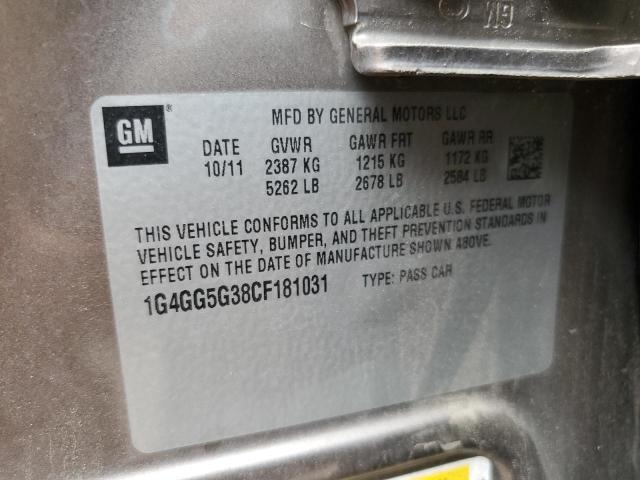 GM
GM ®
MFD BY GENERAL MOTORS LLC
DATE GVWR GAWR FRT GAWR RR
10/11 2387 KG 1215 KG 1172 KG
5262 LB 2678 LB 2584 LB
THIS VEHICLE CONFORMS TO ALL APPLICABLE U.S. FEDERAL MOTOR
VEHICLE SAFETY, BUMPER, AND THEFT PREVENTION STANDARDS IN
EFFECT ON THE DATE OF MANUFACTURE SHOWN ABOVE.
1G4GG5G38CF181031 TYPE: PASS CAR